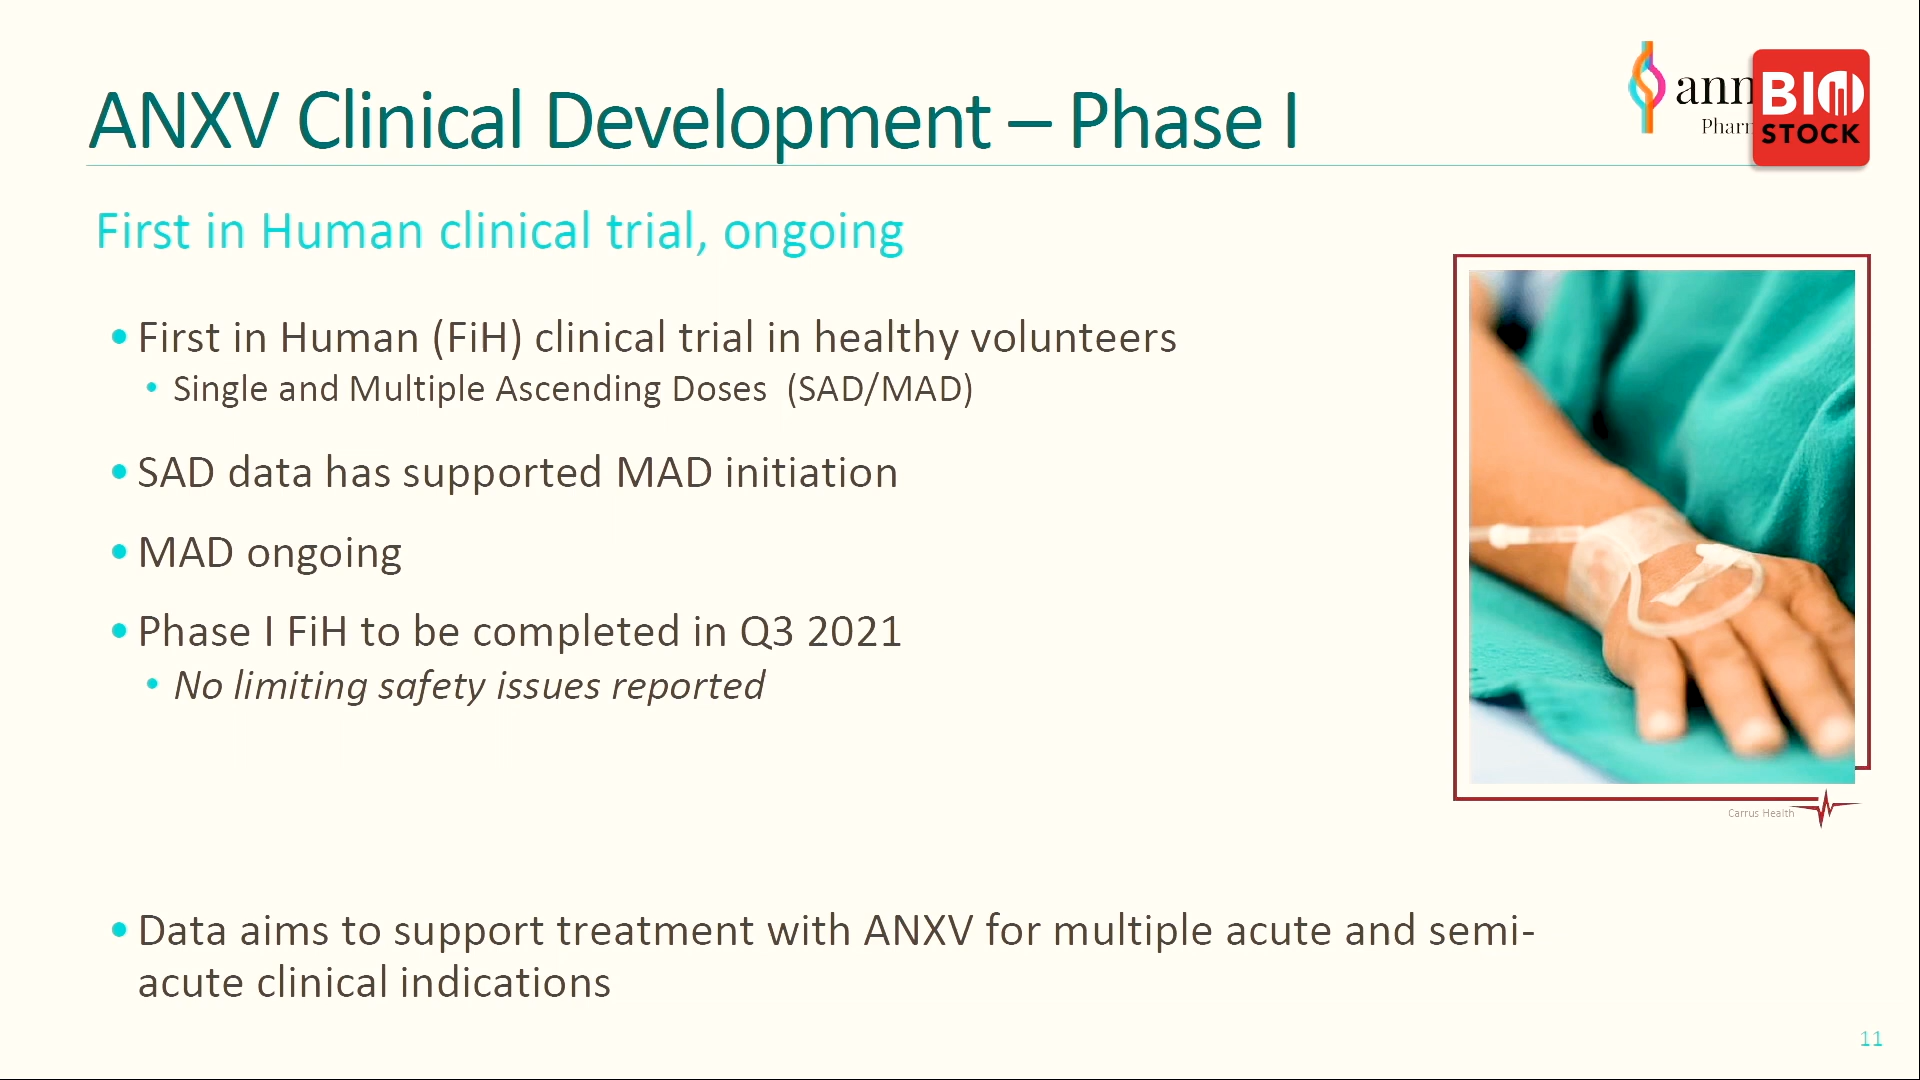 ANXV Clinical Development – Phase I
BIO
STOCK
First in Human clinical trial, ongoing
• First in Human (FiH) clinical trial in healthy volunteers
• Single and Multiple Ascending Doses (SAD/MAD)
• SAD data has supported MAD initiation
• MAD ongoing
• Phase I FiH to be completed in Q3 2021
• No limiting safety issues reported
Carrus Health
• Data aims to support treatment with ANXV for multiple acute and semi-
acute clinical indications
11